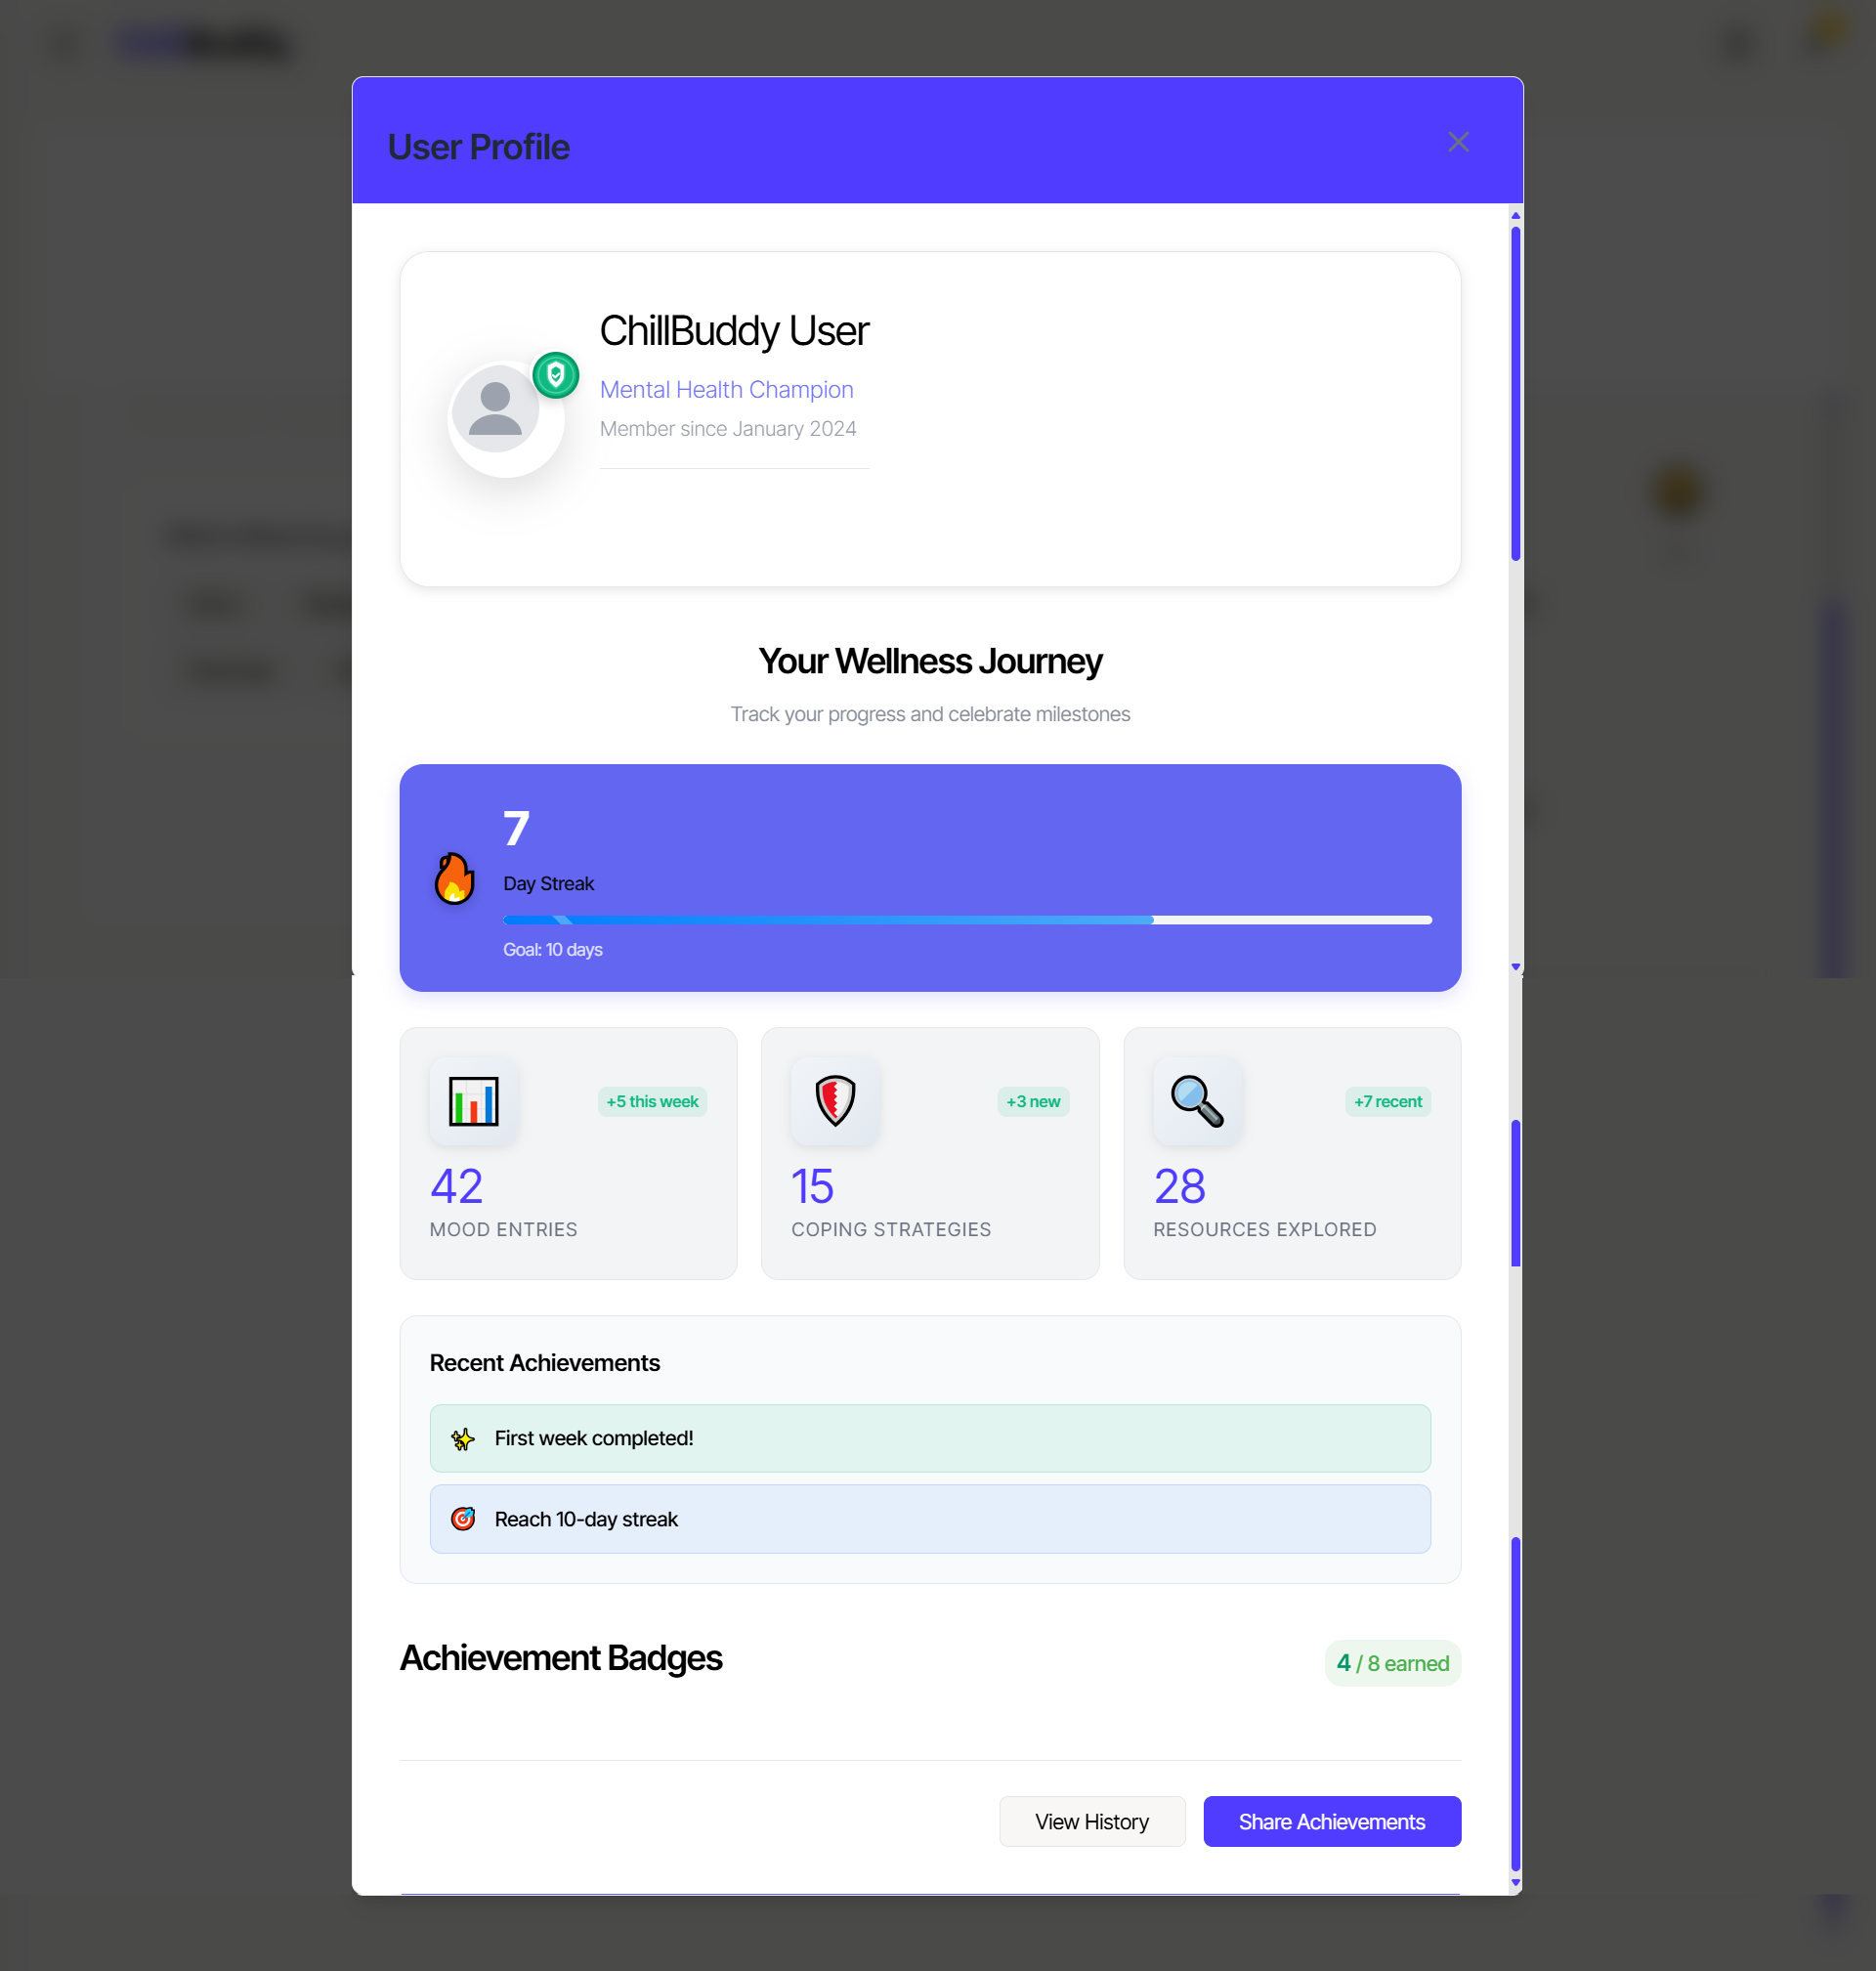 User Profile
ChillBuddy User
Mental Health Champion
Member since January 2024
Your Wellness Journey
Track your progress and celebrate milestones
7
Day Streak
Goal: 10 days
+5 this week
42
MOOD ENTRIES
+3 new
15
COPING STRATEGIES
+7 recent
28
RESOURCES EXPLORED
Recent Achievements
First week completed!
Reach 10-day streak
Achievement Badges
4 / 8 earned
View History
Share Achievements